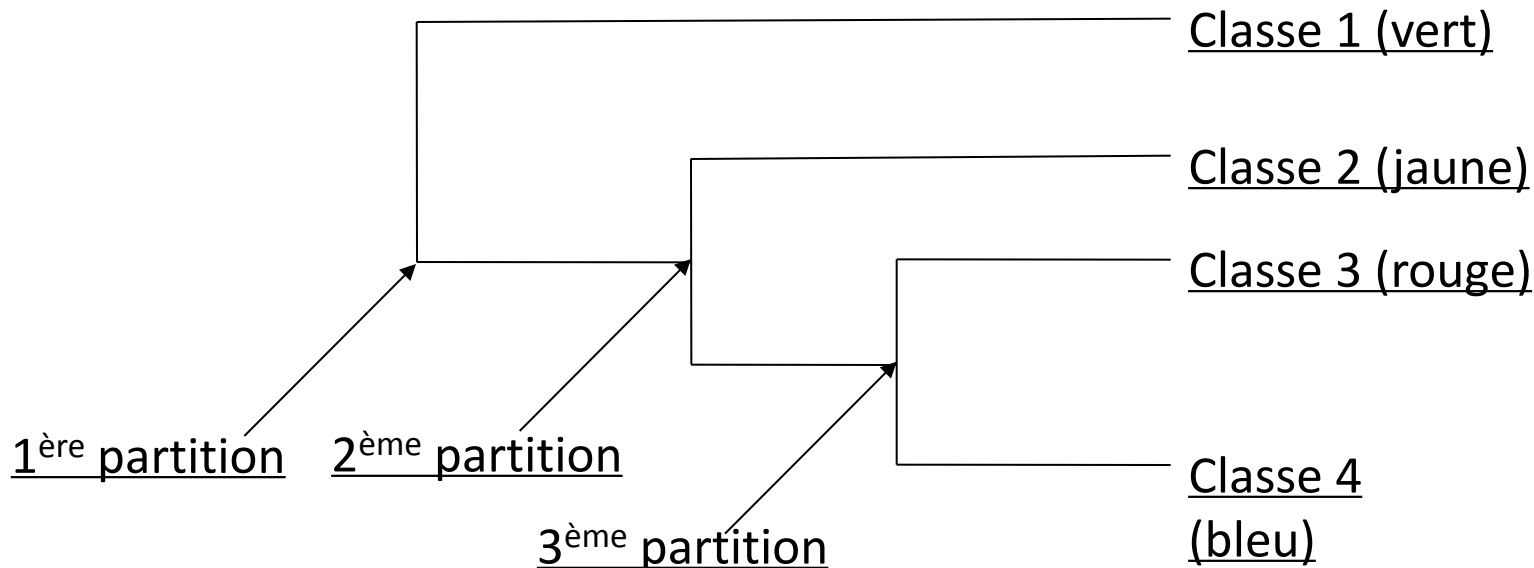 Classe 1 (vert)
Classe 2 (jaune)
Classe 3 (rouge)
1ère partition
2ème partition
Classe 4
(bleu)
3ème partition